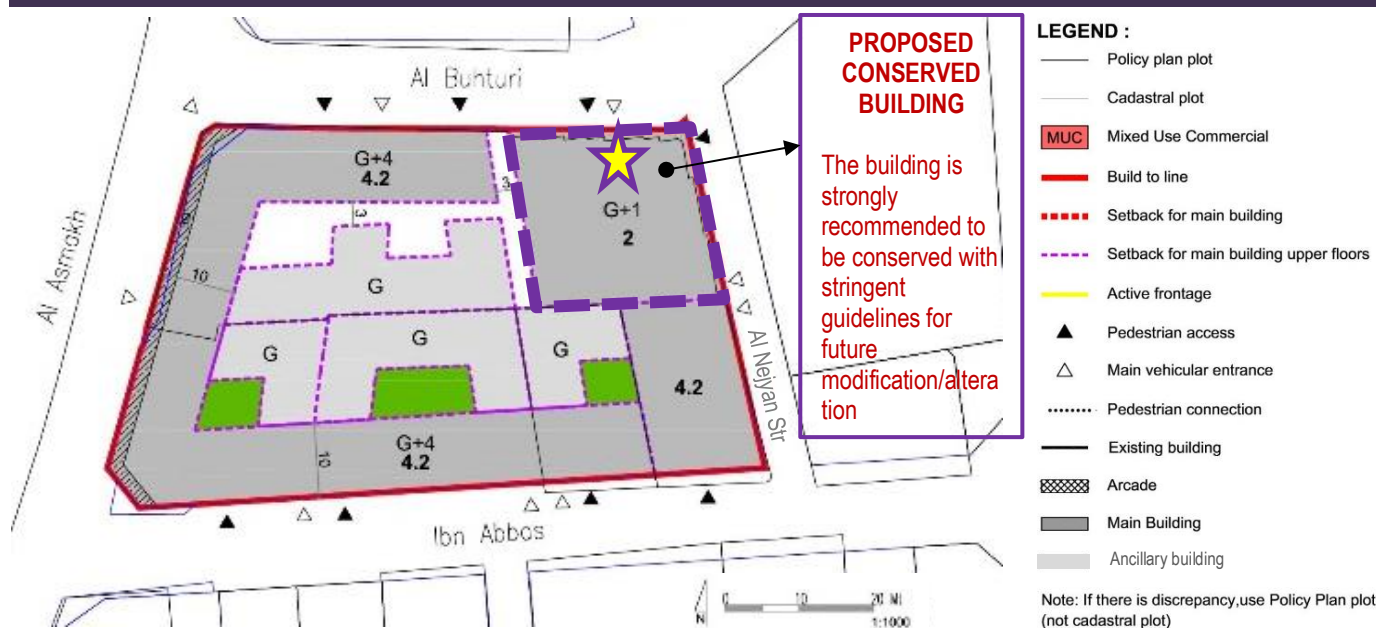 Al Buhturi
G+4
4.2
3
3
G+1
2
10
G
G
G
G
4.2
G+4
4.2
10
Al Asmakh
Al Nejyan Str
Ibn Abbas
N
0 10 20 Mt
1:1000
PROPOSED
CONSERVED
BUILDING
The building is
strongly
recommended to
be conserved with
stringent
guidelines for
future
modification/altera
tion
LEGEND :
Policy plan plot
Cadastral plot
MUC Mixed Use Commercial
Build to line
Setback for main building
Setback for main building upper floors
Active frontage
Pedestrian access
Main vehicular entrance
Pedestrian connection
Existing building
Arcade
Main Building
Ancillary building
Note: If there is discrepancy,use Policy Plan plot
(not cadastral plot)